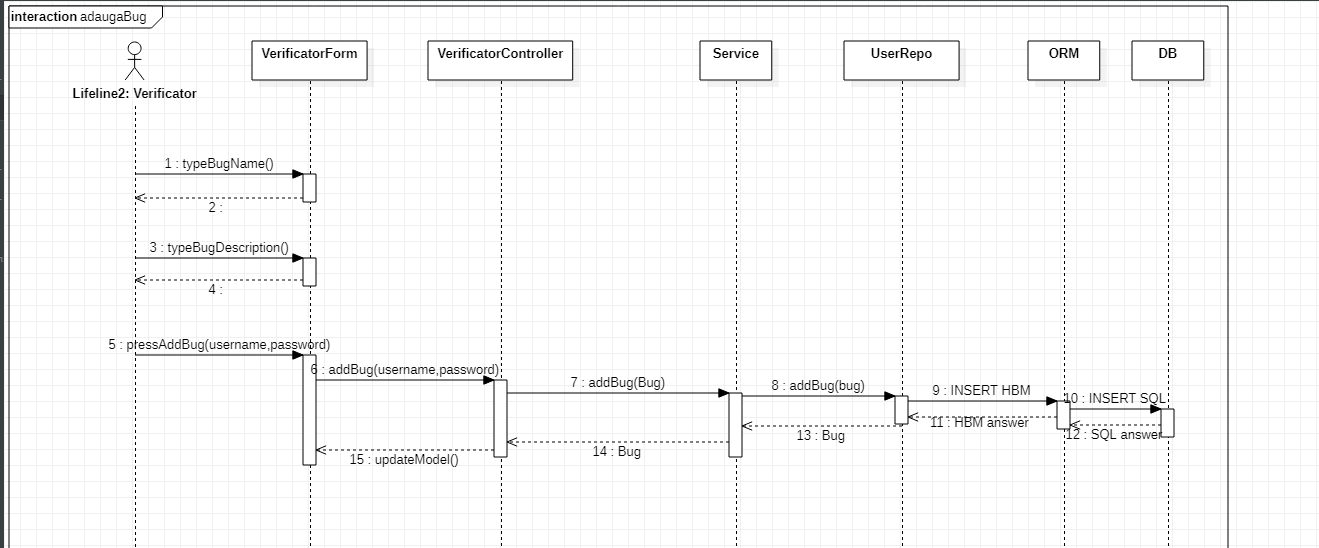 interaction adaugaBug
VerificatorForm
VerificatorController
Service
UserRepo
ORM
DB
Lifeline2: Verificator
1 : typeBugName()
2 :
3 : typeBugDescription()
4 :
5 : pressAddBug(username,password)
6 : addBug(username,password)
7 : addBug(Bug)
8 : addBug(bug)
9 : INSERT HBM
10 : INSERT SQL
11 : HBM answer
12 : SQL answer
13 : Bug
14 : Bug
15 : updateModel()